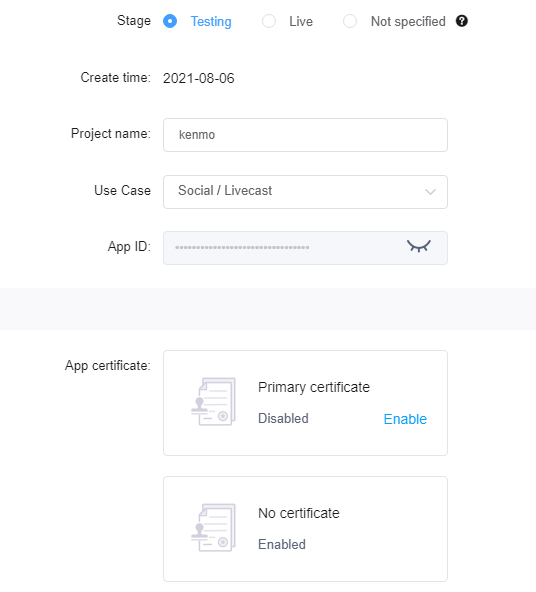 Stage Testing Live Not specified ?
Create time: 2021-08-06
Project name: kenmo
Use Case Social / Livecast
App ID: ********************************
App certificate: Primary certificate
Disabled Enable
No certificate
Enabled